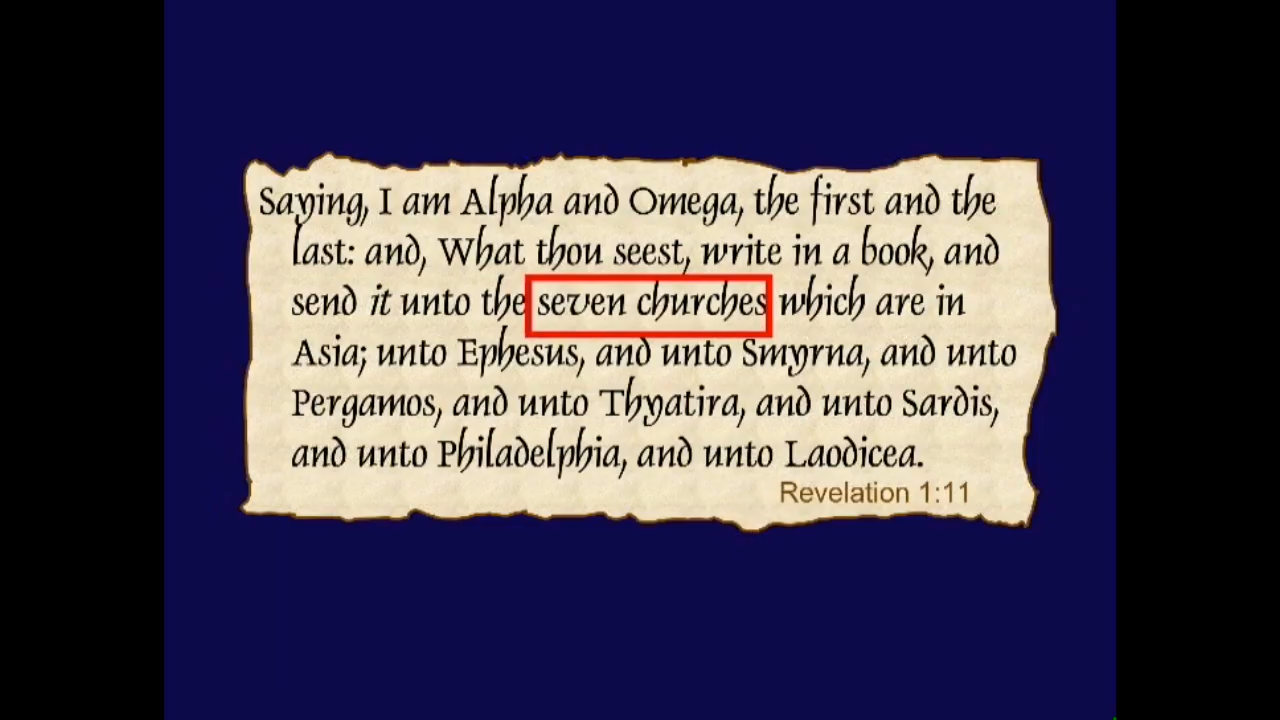 Saying, I am Alpha and Omega, the first and the
last: and, What thou seest, write in a book, and
send it unto the seven churches which are in
Asia; unto Ephesus, and unto Smyrna, and unto
Pergamos, and unto Thyatira, and unto Sardis,
and unto Philadelphia, and unto Laodicea.
Revelation 1:11